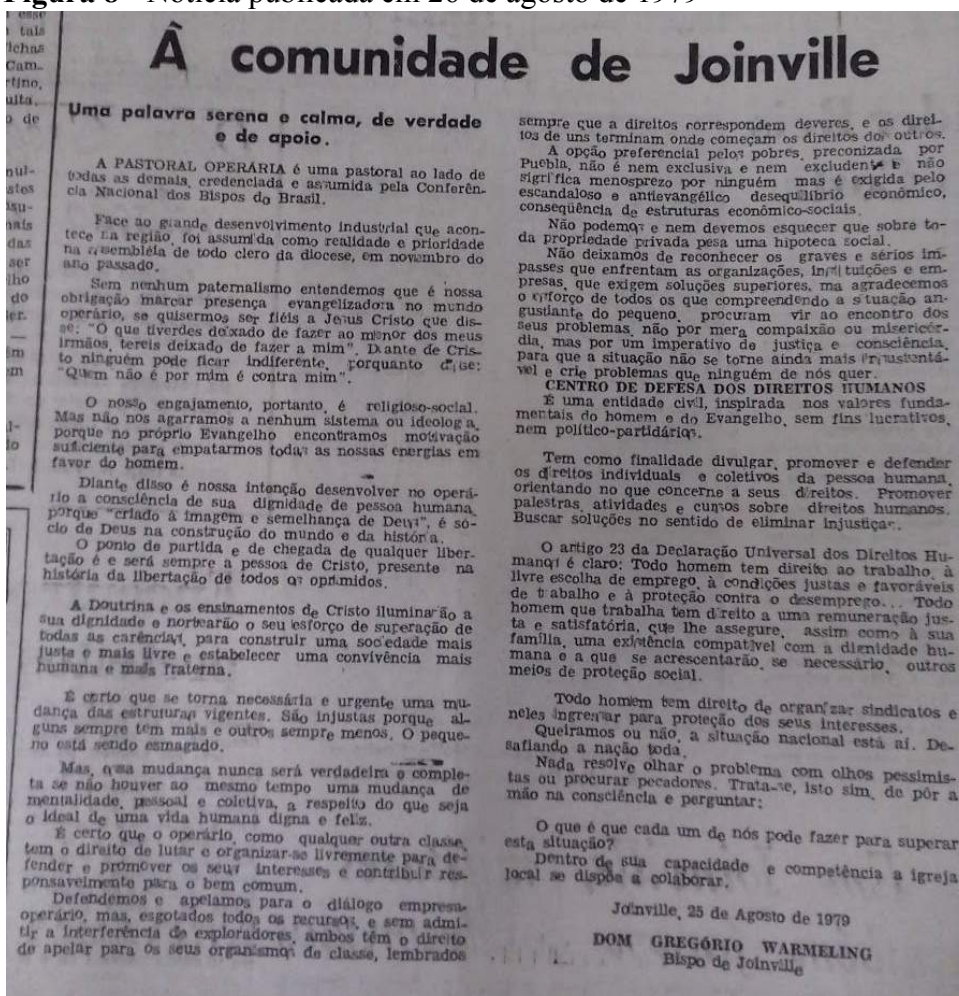 Figura 8 - Notícia publicada em 26 de agosto de 1979
esse
tais
ichas
Cam-
rtino,
uita.
o de
nul-
stos
isu-
nais
das
ser
lho
do
ler.
em
em
al-
do
À comunidade de Joinville
Uma palavra serena e calma, de verdade
e de apoio.
A PASTORAL OPERÁRIA é uma pastoral ao lado de
todas as demais, credenciada e assumida pela Conferên-
cia Nacional dos Bispos do Brasil.
Face ao grande desenvolvimento industrial que acon-
tece na região, foi assumida como realidade e prioridade
na assembléia de todo clero da diocese, em novembro do
ano passado.
Sem nenhum paternalismo entendemos que é nossa
obrigação marcar presença evangelizadora no mundo
operário, se quisermos ser fiéis a Jesus Cristo que dis-
se: "O que tiverdes deixado de fazer ao menor dos meus
irmãos, tereis deixado de fazer a mim". Diante de Cris-
to ninguém pode ficar indiferente, porquanto disse:
"Quem não é por mim é contra mim".
O nosso engajamento, portanto, é religioso-social.
Mas não nos agarramos a nenhum sistema ou ideologia,
porque no próprio Evangelho encontramos motivação
suficiente para empatarmos todas as nossas energias em
favor do homem.
Diante disso é nossa intenção desenvolver no operá-
rio a consciência de sua dignidade de pessoa humana,
porque "criado à imagem e semelhança de Deus", é só-
cio de Deus na construção do mundo e da história.
O ponto de partida e de chegada de qualquer liber-
tação é e será sempre a pessoa de Cristo, presente na
história da libertação de todos os oprimidos.
A Doutrina e os ensinamentos de Cristo iluminarão a
sua dignidade e nortearão o seu esforço de superação de
todas as carências, para construir uma sociedade mais
justa e mais livre e estabelecer uma convivência mais
humana e mais fraterna.
É certo que se torna necessária e urgente uma mu-
dança das estruturas vigentes. São injustas porque al-
guns sempre têm mais e outros sempre menos. O peque-
no está sendo esmagado.
Mas, essa mudança nunca será verdadeira e comple-
ta se não houver ao mesmo tempo uma mudança de
mentalidade, pessoal e coletiva, a respeito do que seja
o ideal de uma vida humana digna e feliz.
É certo que o operário, como qualquer outra classe,
tem o direito de lutar e organizar-se livremente para de-
fender e promover os seus interesses e contribuir res-
ponsavelmente para o bem comum.
Defendemos e apelamos para o diálogo empresa-
operário, mas, esgotados todos os recursos, e sem admi-
tir a interferência de exploradores, ambos têm o direito
de apelar para os seus organismos de classe, lembrados
sempre que a direitos correspondem deveres, e os direi-
tos de uns terminam onde começam os direitos dos outros.
A opção preferencial pelos pobres, preconizada por
Puebla, não é nem exclusiva e nem excludente e não
significa menosprezo por ninguém mas é exigida pelo
escandaloso e antievangélico desequilíbrio econômico,
conseqüência de estruturas econômico-sociais.
Não podemos e nem devemos esquecer que sobre to-
da propriedade privada pesa uma hipoteca social.
Não deixamos de reconhecer os graves e sérios im-
passes que enfrentam as organizações, instituições e em-
presas, que exigem soluções superiores, ma agradecemos
o esforço de todos os que compreendendo a situação an-
gustiante do pequeno, procuram vir ao encontro dos
seus problemas, não por mera compaixão ou misericór-
dia, mas por um imperativo de justiça e consciência,
para que a situação não se torne ainda mais insustentá-
vel e crie problemas que ninguém de nós quer.
CENTRO DE DEFESA DOS DIREITOS HUMANOS
É uma entidade civil, inspirada nos valores funda-
mentais do homem e do Evangelho, sem fins lucrativos,
nem político-partidários.
Tem como finalidade divulgar, promover e defender
os direitos individuais e coletivos da pessoa humana,
orientando no que concerne a seus direitos. Promover
palestras, atividades e cursos sobre direitos humanos.
Buscar soluções no sentido de eliminar injustiças.
O artigo 23 da Declaração Universal dos Direitos Hu-
manos é claro: Todo homem tem direito ao trabalho, à
livre escolha de emprego, à condições justas e favoráveis
de trabalho e à proteção contra o desemprego... Todo
homem que trabalha tem direito a uma remuneração jus-
ta e satisfatória, que lhe assegure, assim como à sua
família, uma existência compatível com a dignidade hu-
mana e a que se acrescentarão, se necessário, outros
meios de proteção social.
Todo homem tem direito de organizar sindicatos e
neles ingressar para proteção dos seus interesses.
Queiramos ou não, a situação nacional está aí. De-
safiando a nação toda.
Nada resolve olhar o problema com olhos pessimis-
tas ou procurar pecadores. Trata-se, isto sim, de pôr a
mão na consciência e perguntar:
O que é que cada um de nós pode fazer para superar
esta situação?
Dentro de sua capacidade e competência a igreja
local se dispõe a colaborar.
Joinville, 25 de Agosto de 1979
DOM GREGÓRIO WARMELING
Bispo de Joinville